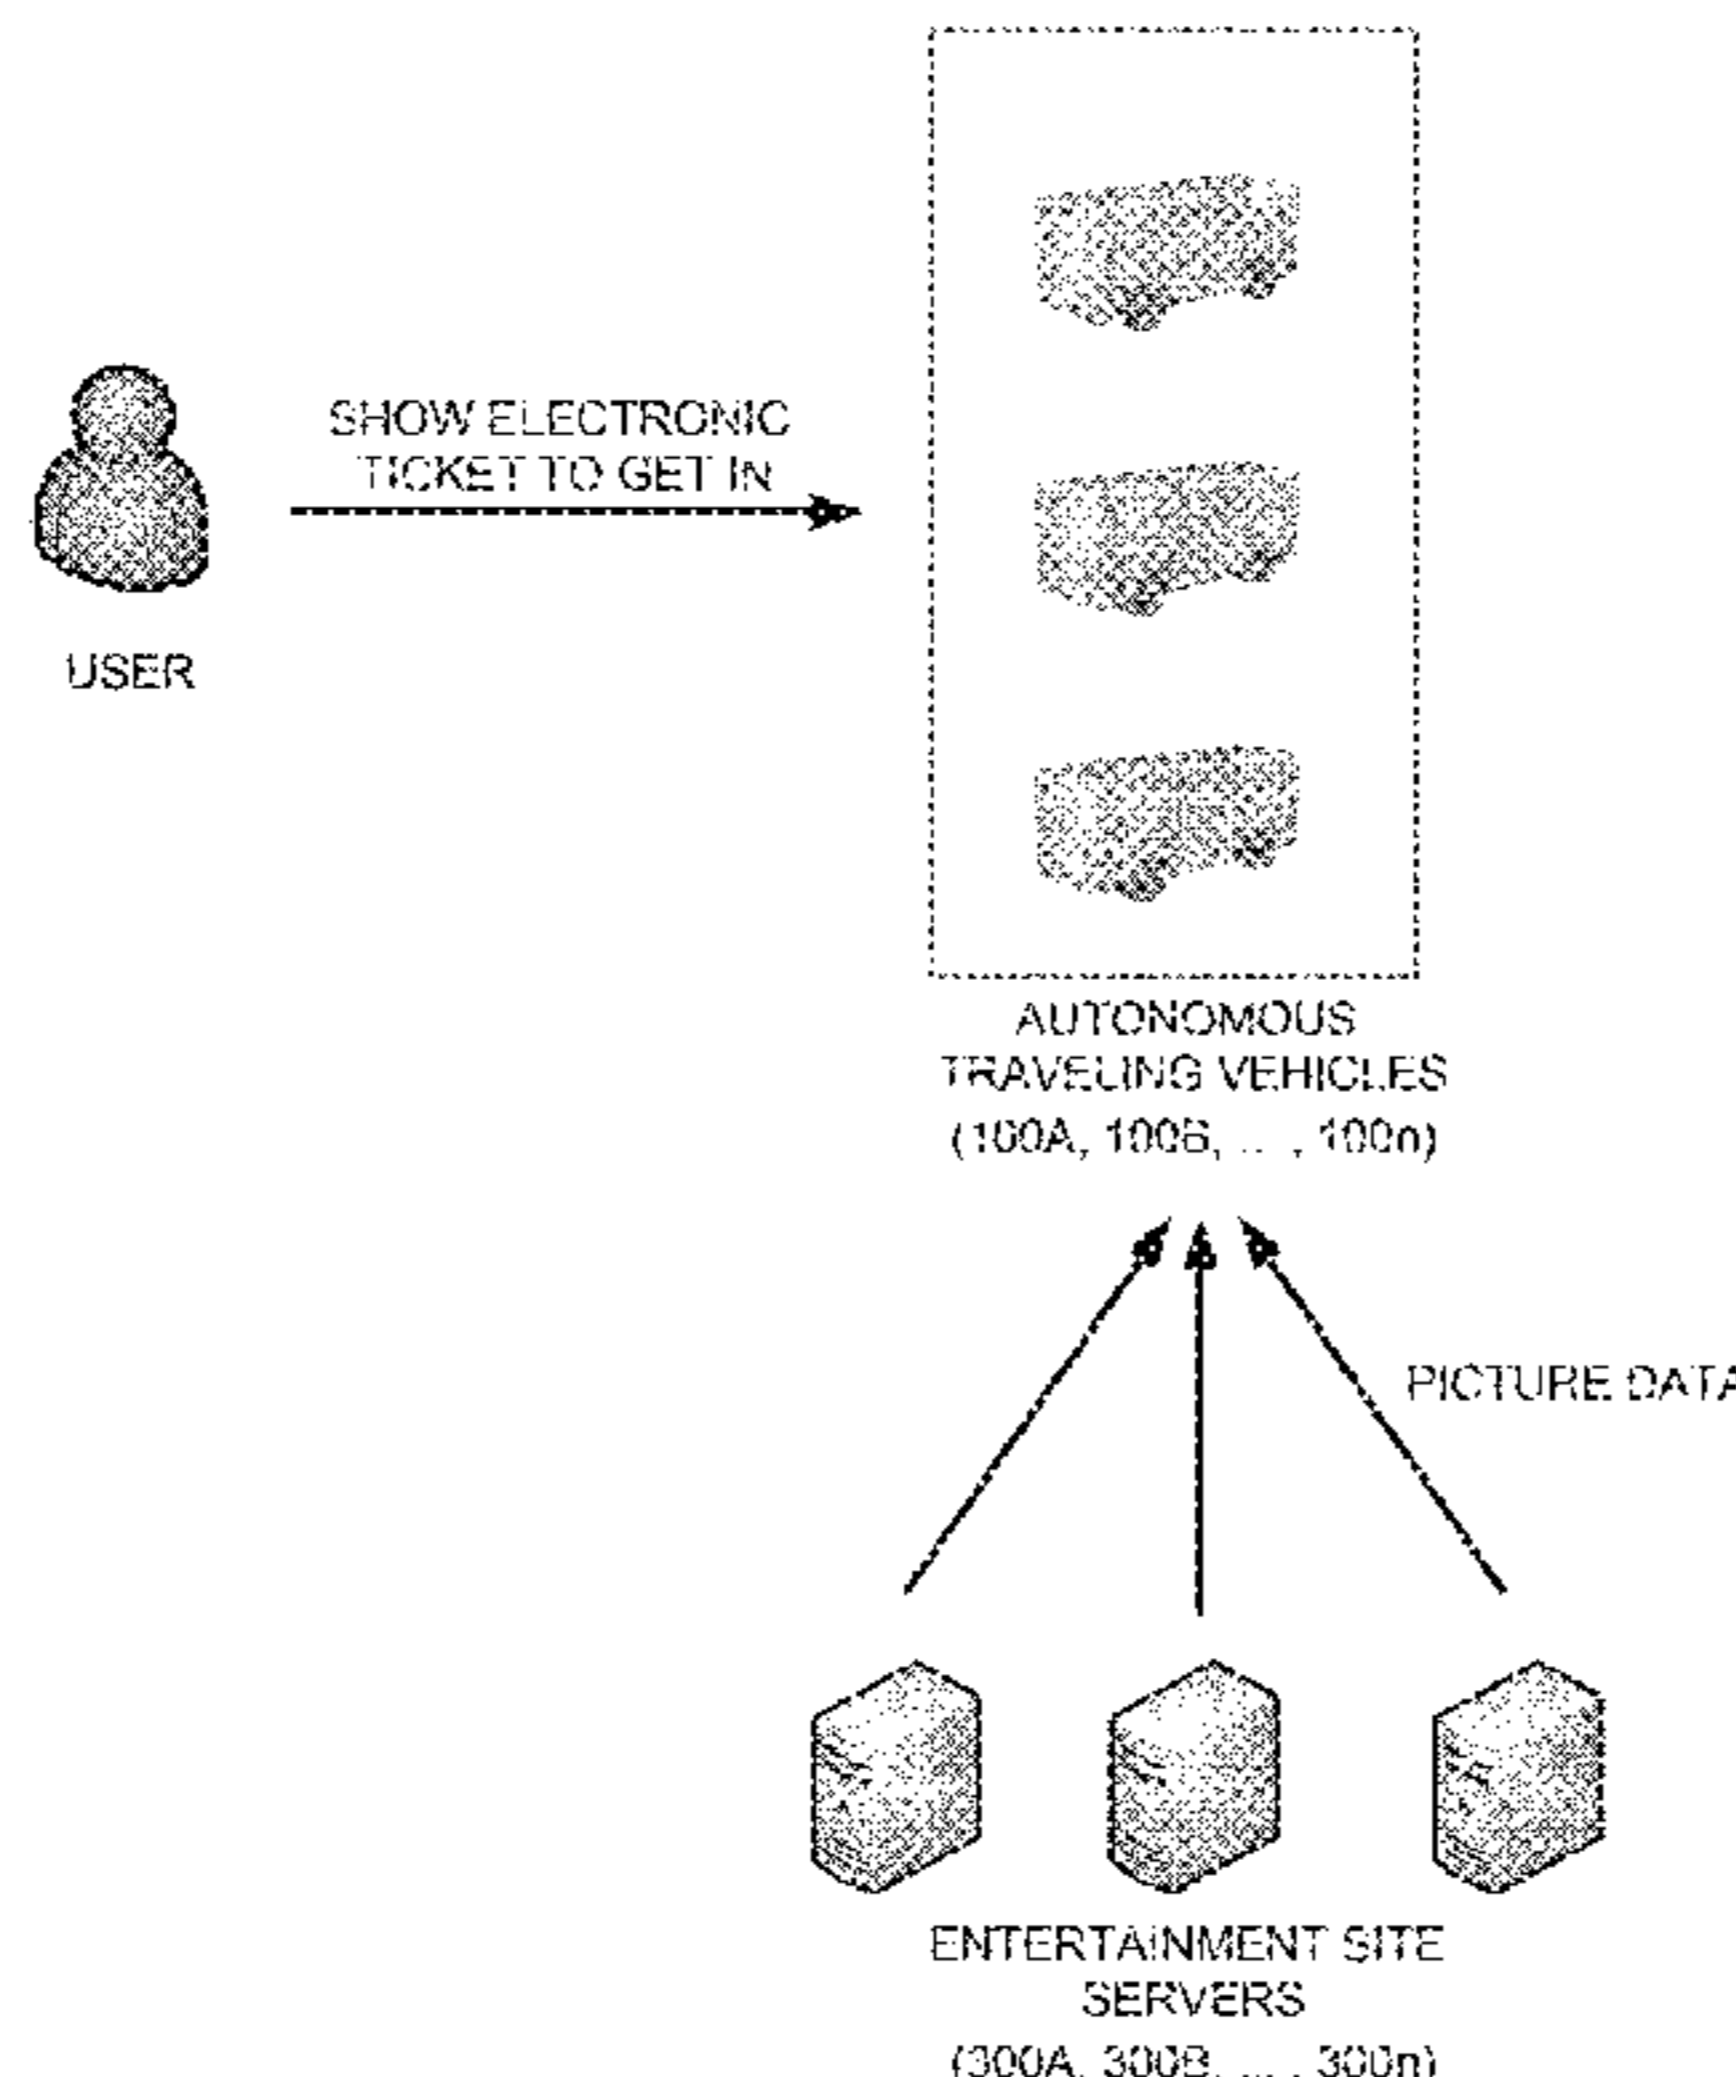 SHOW ELECTRONIC
TICKET TO GET IN
USER
AUTONOMOUS
TRAVELING VEHICLES
(100A, 100B, ... , 100n)
PICTURE DATA
ENTERTAINMENT SITE
SERVERS
(300A, 300B, ... , 300n)